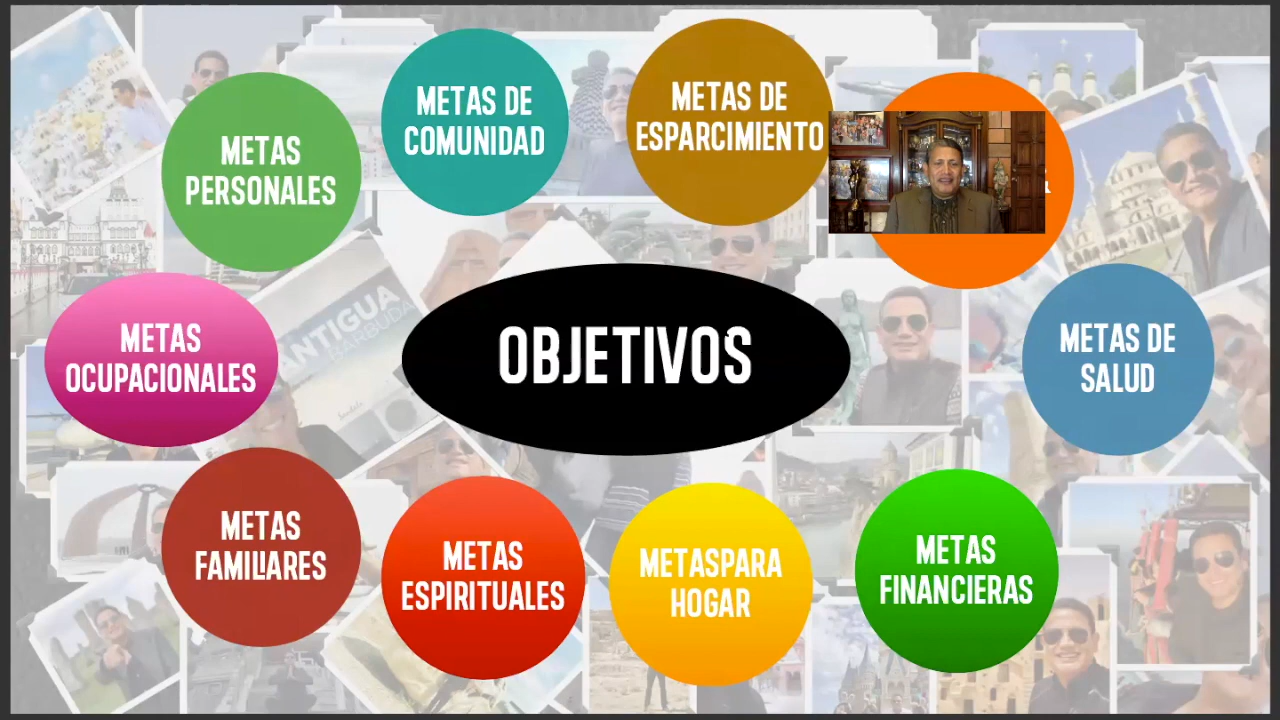 METAS DE
COMUNIDAD
METAS DE
ESPARCIMIENTO
METAS
PERSONALES
OBJETIVOS
METAS
OCUPACIONALES
METAS DE
SALUD
METAS
FAMILIARES
METAS
ESPIRITUALES
METASPARA
HOGAR
METAS
FINANCIERAS
ANTIGUA
BARBUDA